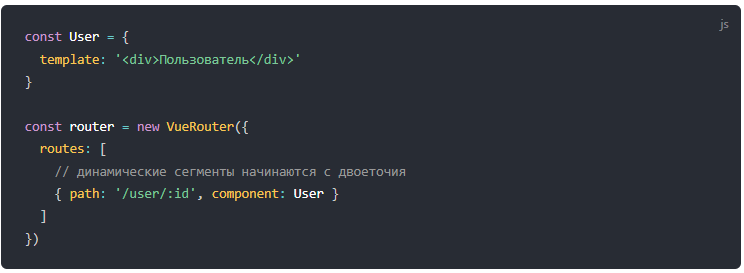 js
const User = {
  template: '<div>Пользователь</div>'
}

const router = new VueRouter({
  routes: [
    // динамические сегменты начинаются с двоеточия
    { path: '/user/:id', component: User }
  ]
})